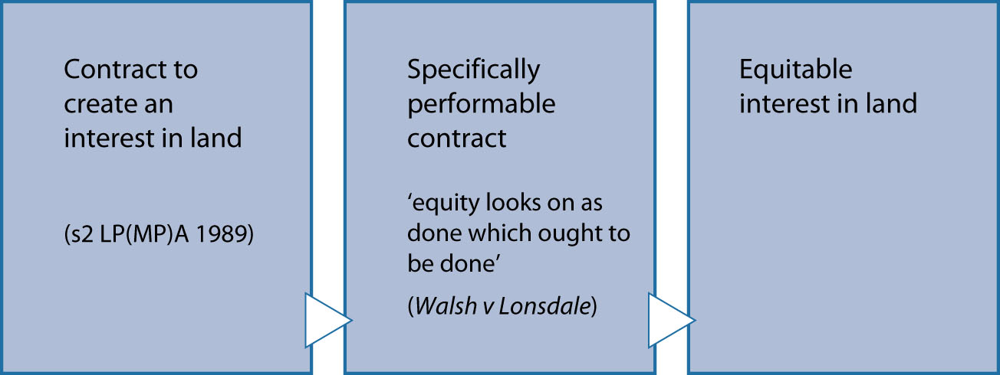 Contract to
create an
interest in land
(s2 LP(MP)A 1989)
Specifically
performable
contract
‘equity looks on as
done which ought to
be done’
(Walsh v Lonsdale)
Equitable
interest in land